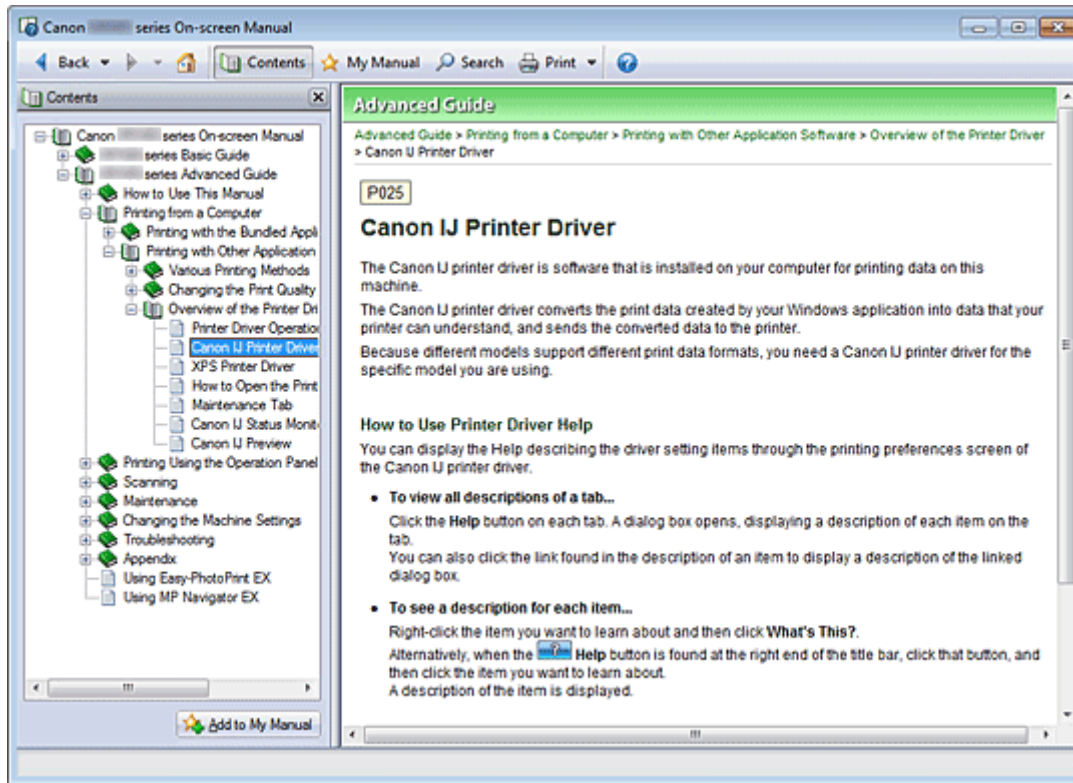 Canon series On-screen Manual
Back
Contents
My Manual
Search
Print
Contents
Canon series On-screen Manual
series Basic Guide
series Advanced Guide
How to Use This Manual
Printing from a Computer
Printing with the Bundled Appli
Printing with Other Application
Various Printing Methods
Changing the Print Quality
Overview of the Printer Dri
Printer Driver Operation
Canon IJ Printer Driver
XPS Printer Driver
How to Open the Print
Maintenance Tab
Canon IJ Status Monit
Canon IJ Preview
Printing Using the Operation Panel
Scanning
Maintenance
Changing the Machine Settings
Troubleshooting
Appendix
Using Easy-PhotoPrint EX
Using MP Navigator EX
Add to My Manual
Advanced Guide
Advanced Guide > Printing from a Computer > Printing with Other Application Software > Overview of the Printer Driver
> Canon IJ Printer Driver
P025
Canon IJ Printer Driver
The Canon IJ printer driver is software that is installed on your computer for printing data on this
machine.
The Canon IJ printer driver converts the print data created by your Windows application into data that your
printer can understand, and sends the converted data to the printer.
Because different models support different print data formats, you need a Canon IJ printer driver for the
specific model you are using.
How to Use Printer Driver Help
You can display the Help describing the driver setting items through the printing preferences screen of
the Canon IJ printer driver.
• To view all descriptions of a tab...
Click the Help button on each tab. A dialog box opens, displaying a description of each item on the
tab.
You can also click the link found in the description of an item to display a description of the linked
dialog box.
• To see a description for each item...
Right-click the item you want to learn about and then click What's This?.
Alternatively, when the Help button is found at the right end of the title bar, click that button, and
then click the item you want to learn about.
A description of the item is displayed.